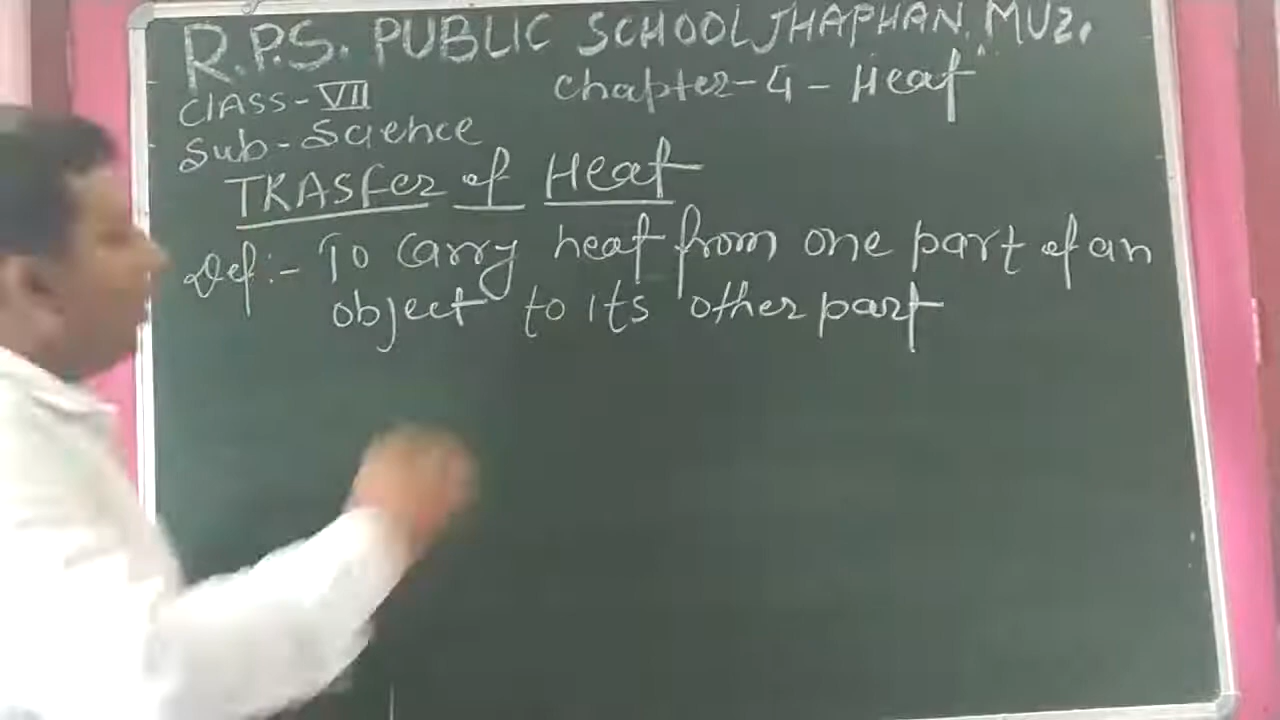 R.P.S. PUBLIC SCHOOL JHAPHAN. MUZ.
Chapter-4-Heat
CLASS-VII
Sub-Science
TRASfer of Heat
Def:- To Carry heat from one part of an
object to its other part